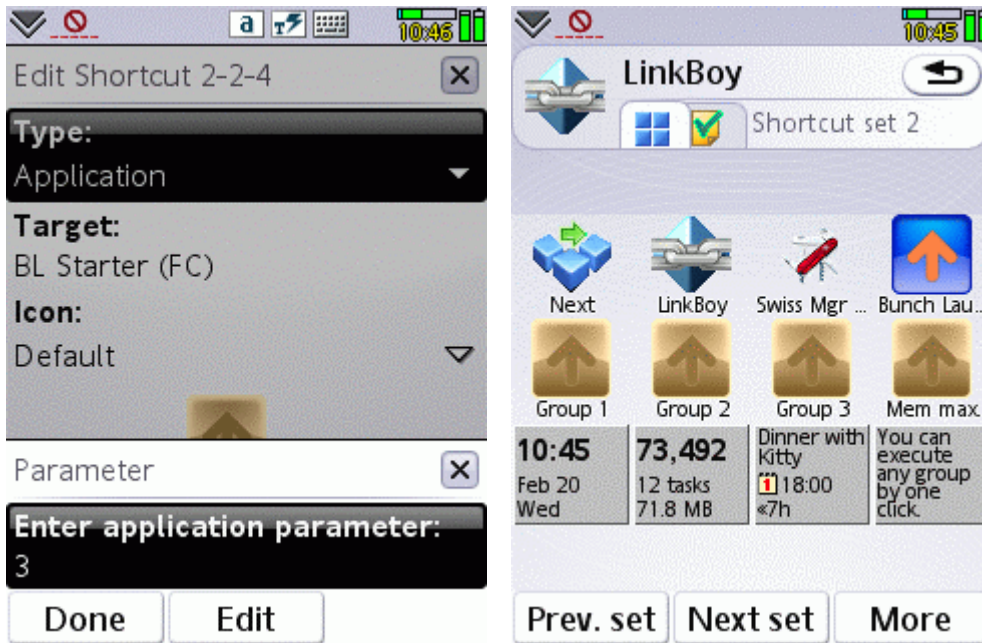 a T 10:46
Edit Shortcut 2-2-4
Type:
Application
Target:
BL Starter (FC)
Icon:
Default
Parameter
Enter application parameter:
3
Done Edit
10:45
LinkBoy
Shortcut set 2
Next LinkBoy Swiss Mgr ... Bunch Lau..
Group 1 Group 2 Group 3 Mem max.
10:45
Feb 20
Wed
73,492
12 tasks
71.8 MB
Dinner with
Kitty
1 18:00
«7h
You can
execute
any group
by one
click.
Prev. set Next set More